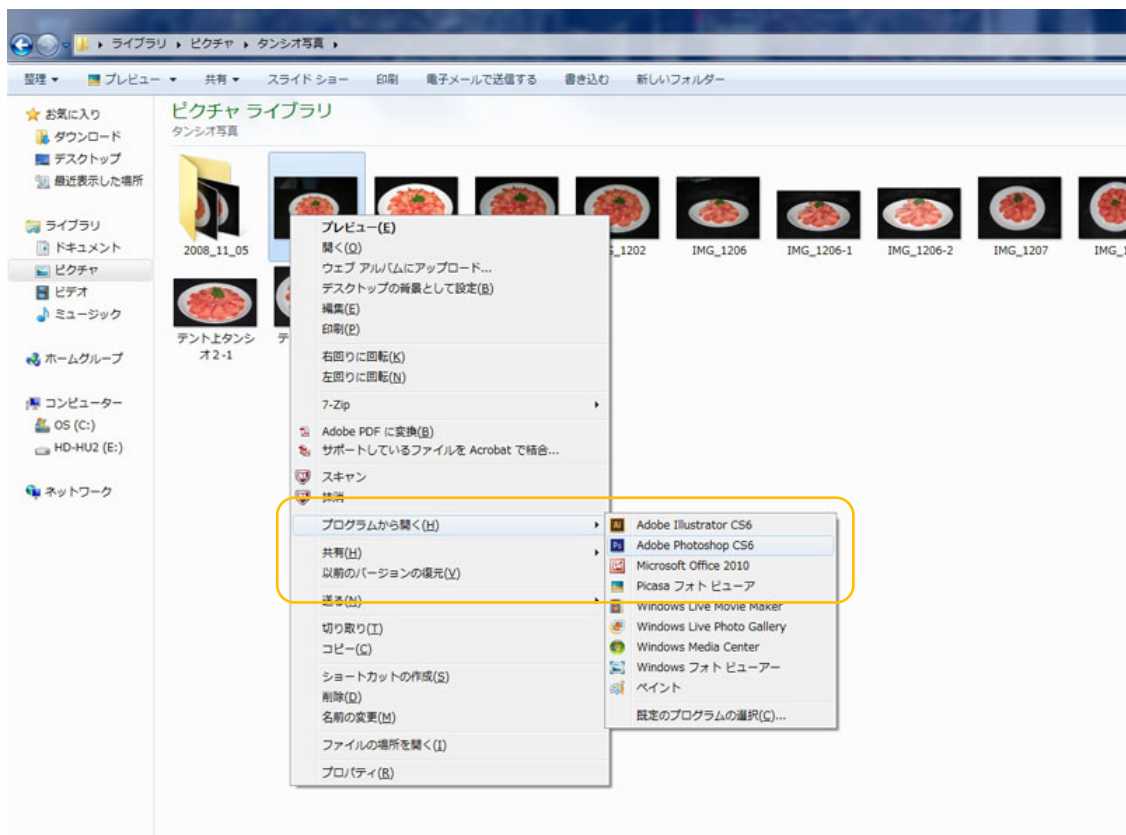 ライブラリ ▸ ピクチャ ▸ タンシオ写真 ▸
整理 ▼ プレビュー ▼ 共有 ▼ スライド ショー 印刷 電子メールで送信する 書き込む 新しいフォルダー
お気に入り
ダウンロード
デスクトップ
最近表示した場所
ライブラリ
ドキュメント
ピクチャ
ビデオ
ミュージック
ホームグループ
コンピューター
OS (C:)
HD-HU2 (E:)
ネットワーク
ピクチャ ライブラリ
タンシオ写真
2008_11_05
_1202
IMG_1206
IMG_1206-1
IMG_1206-2
IMG_1207
IMG_1
テント上タンシ
オ2-1
テ
プレビュー(E)
開く(O)
ウェブ アルバムにアップロード...
デスクトップの背景として設定(B)
編集(E)
印刷(P)
右回りに回転(K)
左回りに回転(N)
7-Zip
Adobe PDF に変換(B)
サポートしているファイルを Acrobat で結合...
スキャン
抹消
プログラムから開く(H)
共有(H)
以前のバージョンの復元(V)
送る(N)
切り取り(T)
コピー(C)
ショートカットの作成(S)
削除(D)
名前の変更(M)
ファイルの場所を開く(I)
プロパティ(R)
Ai Adobe Illustrator CS6
Ps Adobe Photoshop CS6
Microsoft Office 2010
Picasa フォト ビューア
Windows Live Movie Maker
Windows Live Photo Gallery
Windows Media Center
Windows フォト ビューアー
ペイント
既定のプログラムの選択(C)...